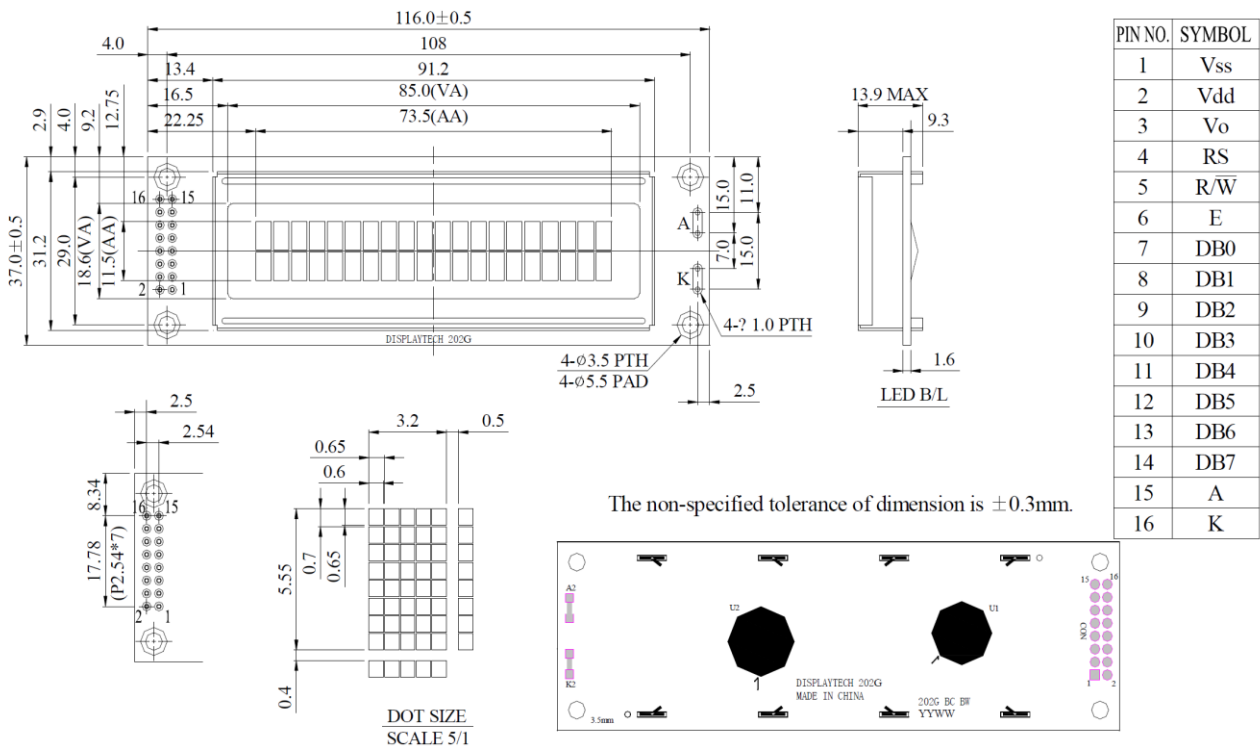 116.0±0.5
4.0
108
13.4
91.2
16.5
85.0(VA)
22.25
73.5(AA)
2.9
4.0
9.2
12.75
37.0±0.5
31.2
29.0
18.6(VA)
11.5(AA)
16
15
2
1
15.0
11.0
A
7.0
15.0
K
4-? 1.0 PTH
DISPLAYTECH 202G
4-ø3.5 PTH
4-ø5.5 PAD
2.5
13.9 MAX
9.3
1.6
LED B/L
PIN NO. SYMBOL
1 Vss
2 Vdd
3 Vo
4 RS
5 R/W̅
6 E
7 DB0
8 DB1
9 DB2
10 DB3
11 DB4
12 DB5
13 DB6
14 DB7
15 A
16 K
2.5
2.54
8.34
16
15
17.78
(P2.54*7)
2
1
3.2
0.5
0.65
0.6
0.7
0.65
5.55
0.4
DOT SIZE
SCALE 5/1
The non-specified tolerance of dimension is ±0.3mm.
A2
U2
U1
15
16
CON
K2
1
2
DISPLAYTECH 202G
MADE IN CHINA
202G BC BW
YYWW
3.5mm